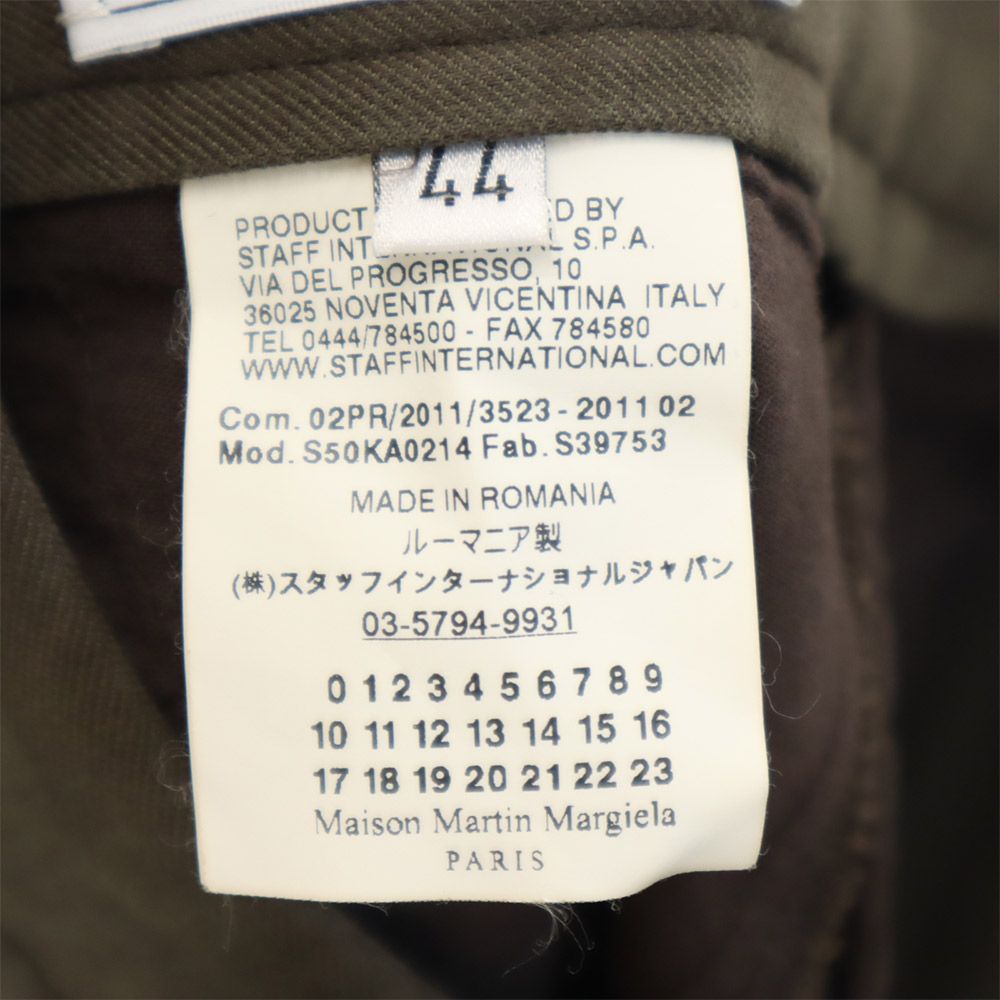 44
PRODUCT ED BY
STAFF S.P.A.
VIA DEL PROGRESSO, 10
36025 NOVENTA VICENTINA ITALY
TEL 0444/784500 - FAX 784580
WWW.STAFFINTERNATIONAL.COM
Com. 02PR/2011/3523 - 2011 02
Mod. S50KA0214 Fab. S39753
MADE IN ROMANIA
ルーマニア製
(株)スタッフインターナショナルジャパン
03-5794-9931
0 1 2 3 4 5 6 7 8 9
10 11 12 13 14 15 16
17 18 19 20 21 22 23
Maison Martin Margiela
PARIS